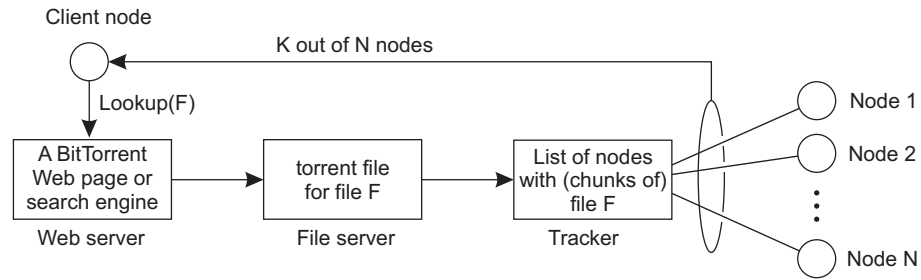 Client node
K out of N nodes
Lookup(F)
A BitTorrent
Web page or
search engine
Web server
torrent file
for file F
File server
List of nodes
with (chunks of)
file F
Tracker
Node 1
Node 2
Node N